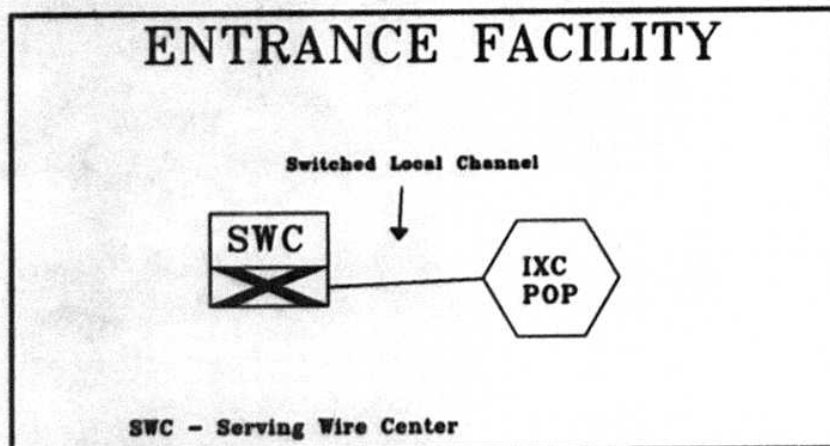 ENTRANCE FACILITY
Switched Local Channel
SWC
IXC
POP
SWC - Serving Wire Center